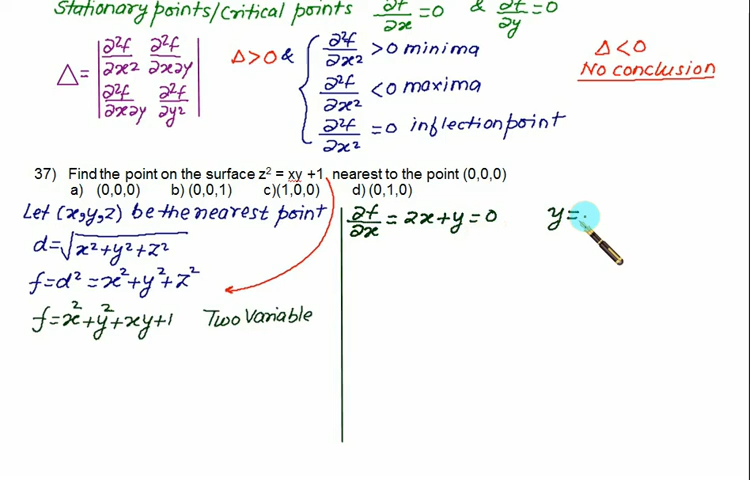 Stationary points/Critical points ∂f/∂x = 0 & ∂f/∂y = 0
Δ = | ∂²f/∂x² ∂²f/∂x∂y |
| ∂²f/∂x∂y ∂²f/∂y² |
Δ > 0 & { ∂²f/∂x² > 0 minima
∂²f/∂x² < 0 maxima
∂²f/∂x² = 0 inflection point
Δ < 0
No conclusion
37) Find the point on the surface z² = xy +1, nearest to the point (0,0,0)
a) (0,0,0) b) (0,0,1) c)(1,0,0) d) (0,1,0)
Let (x,y,z) be the nearest point
d = √x² + y² + z²
f = d² = x² + y² + z²
f = x² + y² + xy + 1 Two Variable
∂f/∂x = 2x + y = 0 y =